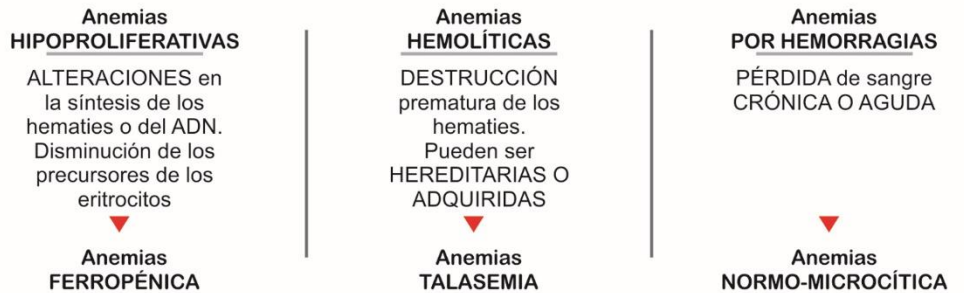 Anemias
HIPOPROLIFERATIVAS
ALTERACIONES en
la síntesis de los
hematies o del ADN.
Disminución de los
precursores de los
eritrocitos
Anemias
FERROPÉNICA
Anemias
HEMOLÍTICAS
DESTRUCCIÓN
prematura de los
hematies.
Pueden ser
HEREDITARIAS O
ADQUIRIDAS
Anemias
TALASEMIA
Anemias
POR HEMORRAGIAS
PÉRDIDA de sangre
CRÓNICA O AGUDA
Anemias
NORMO-MICROCÍTICA